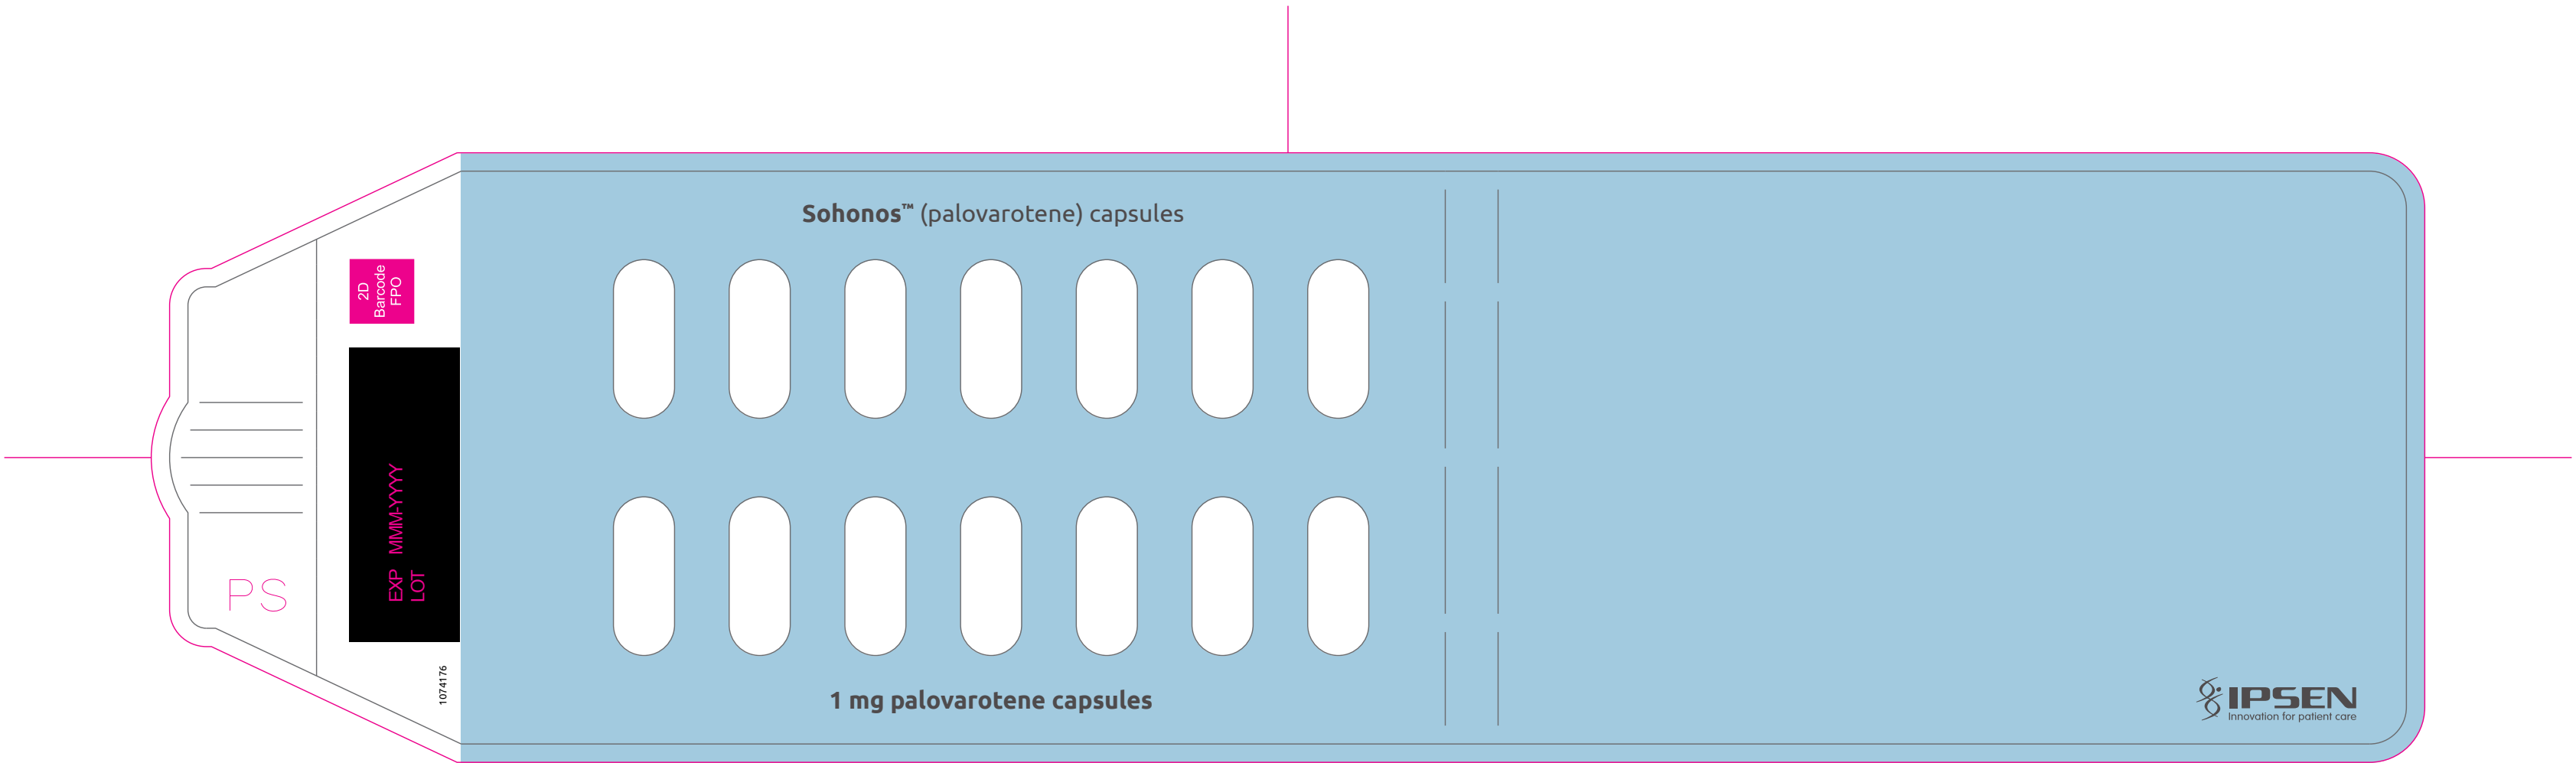 Sohonos™ (palovarotene) capsules
2D
Barcode
FPO
EXP MMM-YYYY
LOT
PS
1074176
1 mg palovarotene capsules
IPSEN
Innovation for patient care